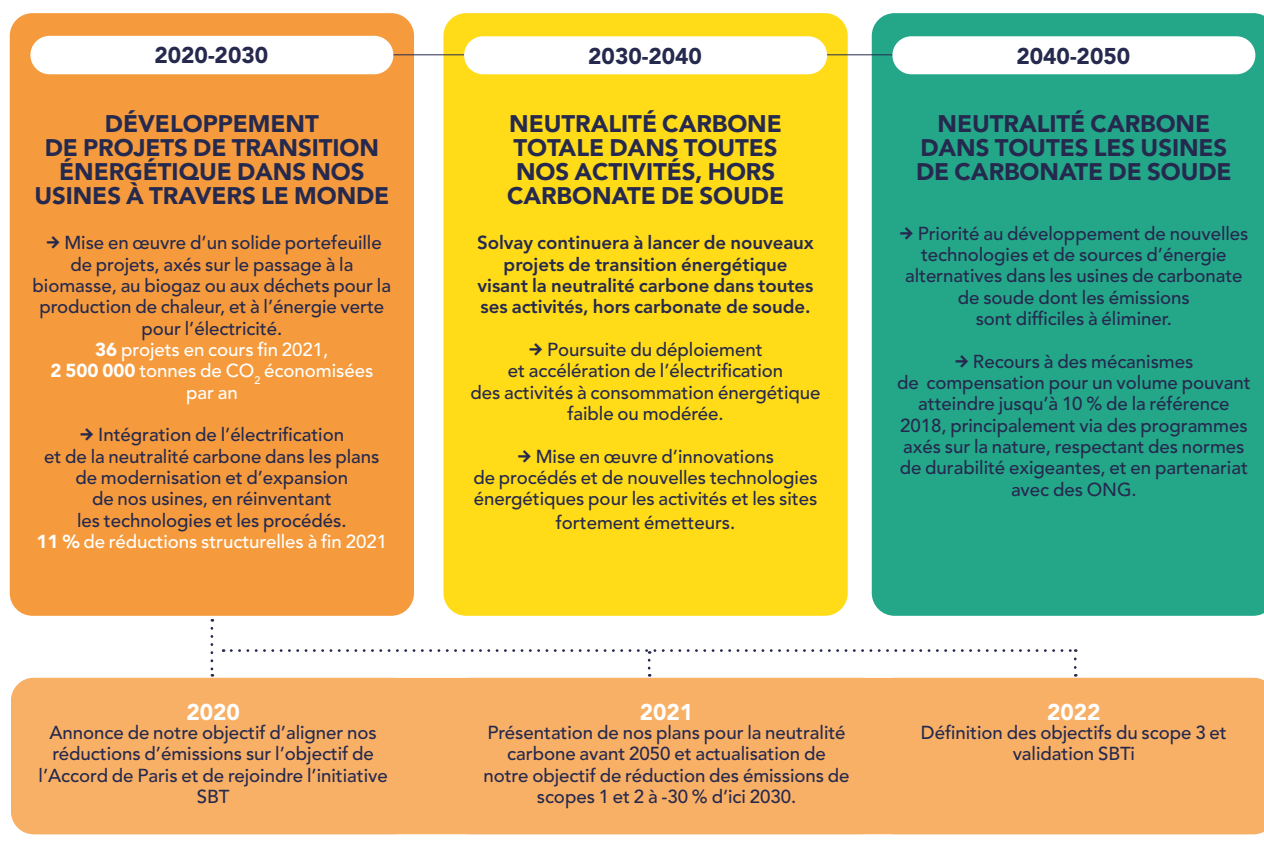 2020-2030
DÉVELOPPEMENT
DE PROJETS DE TRANSITION
ÉNERGÉTIQUE DANS NOS
USINES À TRAVERS LE MONDE
→ Mise en œuvre d’un solide portefeuille
de projets, axés sur le passage à la
biomasse, au biogaz ou aux déchets pour la
production de chaleur, et à l’énergie verte
pour l’électricité.
36 projets en cours fin 2021,
2 500 000 tonnes de CO₂ économisées
par an
→ Intégration de l’électrification
et de la neutralité carbone dans les plans
de modernisation et d’expansion
de nos usines, en réinventant
les technologies et les procédés.
11 % de réductions structurelles à fin 2021
2030-2040
NEUTRALITÉ CARBONE
TOTALE DANS TOUTES
NOS ACTIVITÉS, HORS
CARBONATE DE SOUDE
Solvay continuera à lancer de nouveaux
projets de transition énergétique
visant la neutralité carbone dans toutes
ses activités, hors carbonate de soude.
→ Poursuite du déploiement
et accélération de l’électrification
des activités à consommation énergétique
faible ou modérée.
→ Mise en œuvre d’innovations
de procédés et de nouvelles technologies
énergétiques pour les activités et les sites
fortement émetteurs.
2040-2050
NEUTRALITÉ CARBONE
DANS TOUTES LES USINES
DE CARBONATE DE SOUDE
→ Priorité au développement de nouvelles
technologies et de sources d’énergie
alternatives dans les usines de carbonate
de soude dont les émissions
sont difficiles à éliminer.
→ Recours à des mécanismes
de compensation pour un volume pouvant
atteindre jusqu’à 10 % de la référence
2018, principalement via des programmes
axés sur la nature, respectant des normes
de durabilité exigeantes, et en partenariat
avec des ONG.
2020
Annonce de notre objectif d’aligner nos
réductions d’émissions sur l’objectif de
l’Accord de Paris et de rejoindre l’initiative
SBT
2021
Présentation de nos plans pour la neutralité
carbone avant 2050 et actualisation de
notre objectif de réduction des émissions de
scopes 1 et 2 à -30 % d’ici 2030.
2022
Définition des objectifs du scope 3 et
validation SBTi